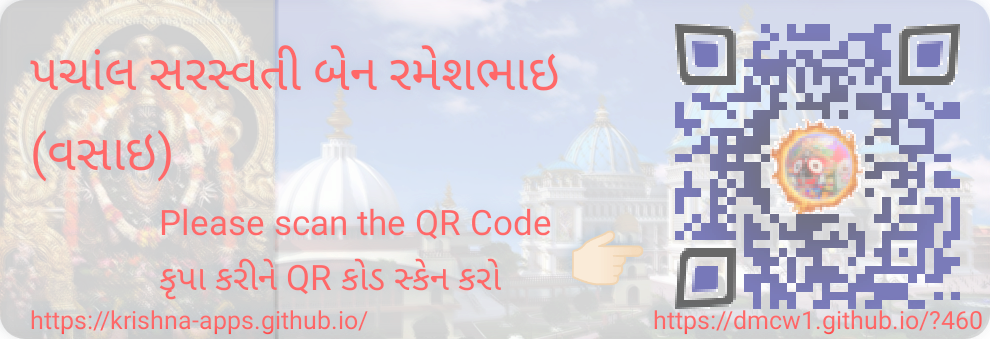 પચાંલ સરસ્વતી બેન રમેશભાઇ
(વસાઇ)
Please scan the QR Code
કૃપા કરીને QR કોડ સ્કેન કરો
https://krishna-apps.github.io/
https://dmcw1.github.io/?460